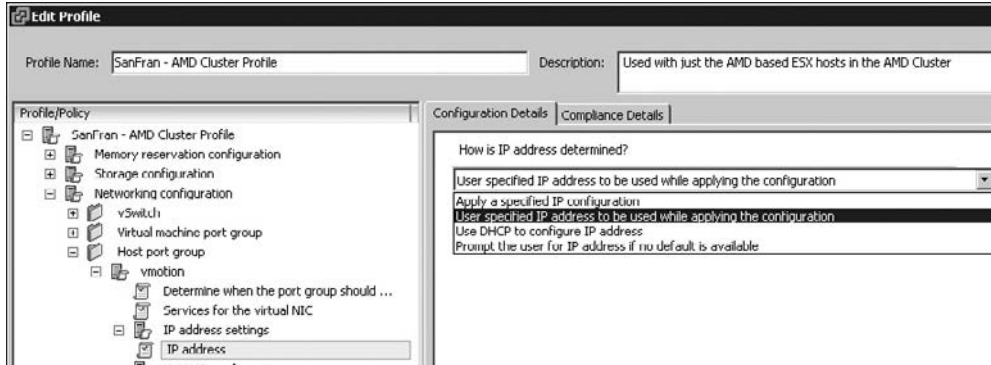 Edit Profile
Profile Name: SanFran - AMD Cluster Profile Description: Used with just the AMD based ESX hosts in the AMD Cluster
Profile/Policy
SanFran - AMD Cluster Profile
Memory reservation configuration
Storage configuration
Networking configuration
vSwitch
Virtual machine port group
Host port group
vmotion
Determine when the port group should ...
Services for the virtual NIC
IP address settings
IP address
Configuration Details Compliance Details
How is IP address determined?
User specified IP address to be used while applying the configuration
Apply a specified IP configuration
User specified IP address to be used while applying the configuration
Use DHCP to configure IP address
Prompt the user for IP address if no default is available